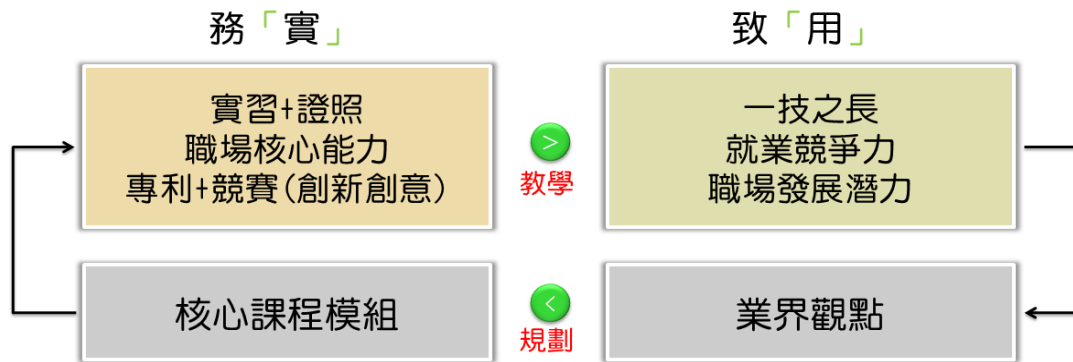 務「實」
致「用」
實習+證照
職場核心能力
專利+競賽(創新創意)
>
教學
一技之長
就業競爭力
職場發展潛力
核心課程模組
<
規劃
業界觀點